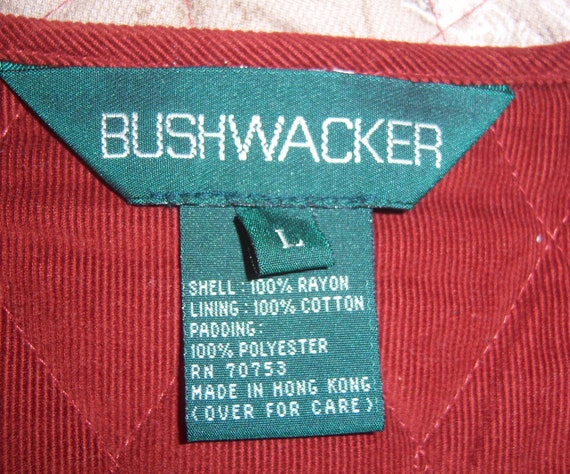 BUSHWACKER
L
SHELL : 100% RAYON
LINING : 100% COTTON
PADDING:
100% POLYESTER
RN 70753
MADE IN HONG KONG
(OVER FOR CARE)